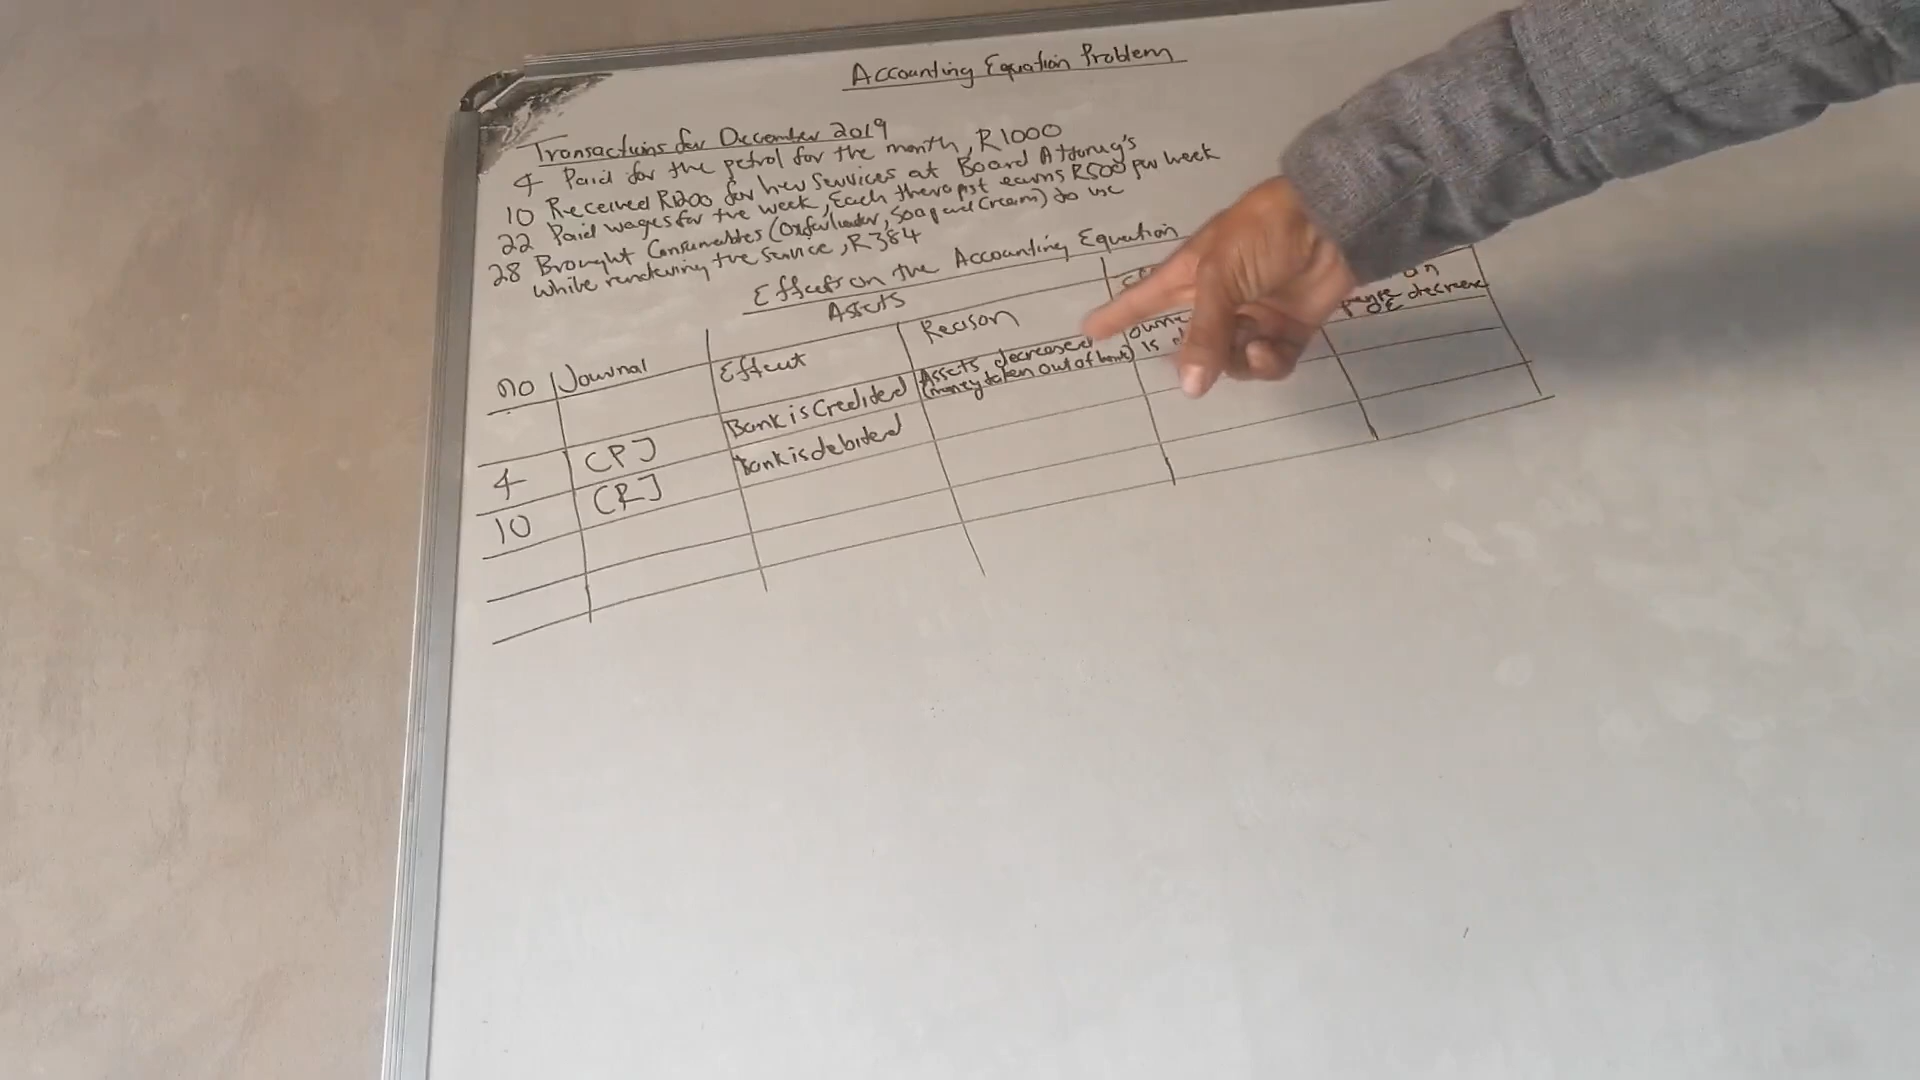 Accounting Equation Problem
Transactions for December 2019
4 Paid for the petrol for the month, R1000
10 Received R1200 for her services at Board Attorney's
22 Paid wages for the week, Each therapist earns R500 per week
28 Brought Consumables ( powder, Soap and Cream) to use
while rendering the service, R384
Effect on the Accounting Equation
Assets
no Journal Effect Reason
4 CPJ Bank is Credited Assets decreased (money taken out of bank) is
10 CRJ Bank is debited
decrease
OE